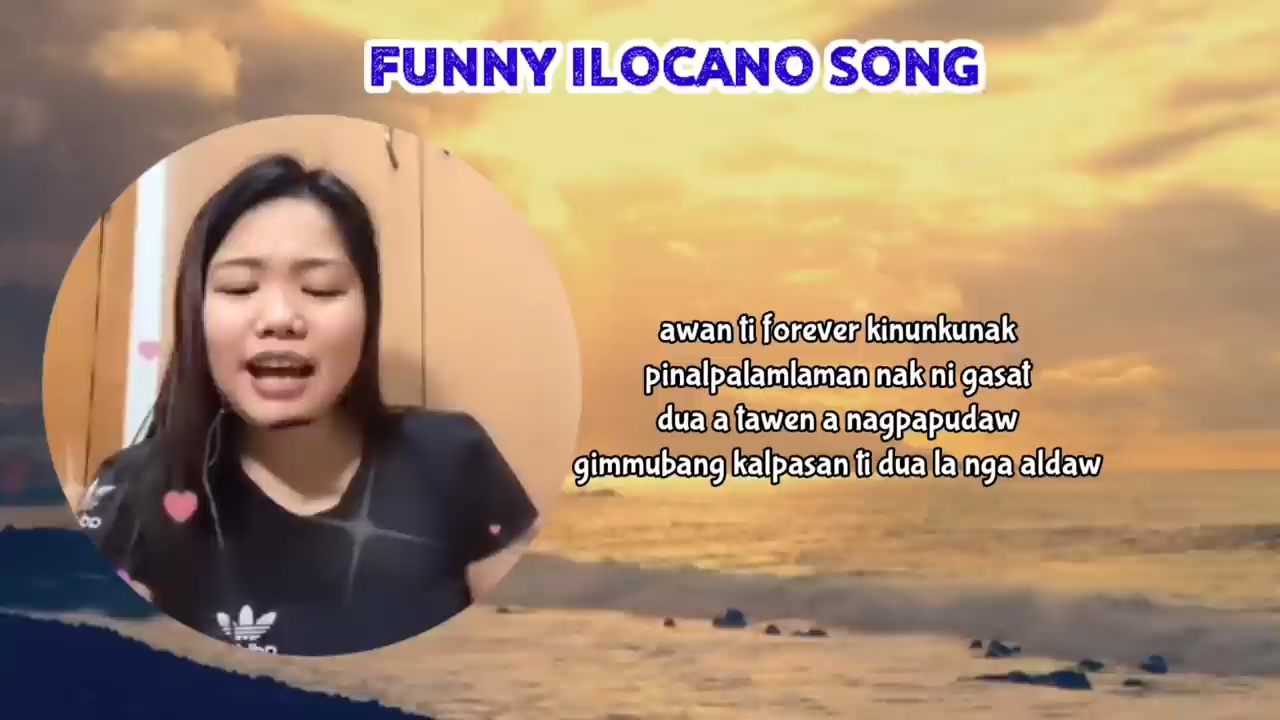 FUNNY ILOCANO SONG
awan ti forever kinunkunak
pinalpalamlaman nak ni gasat
dua a tawen a nagpapudaw
gimmubang kalpasan ti dua la nga aldaw